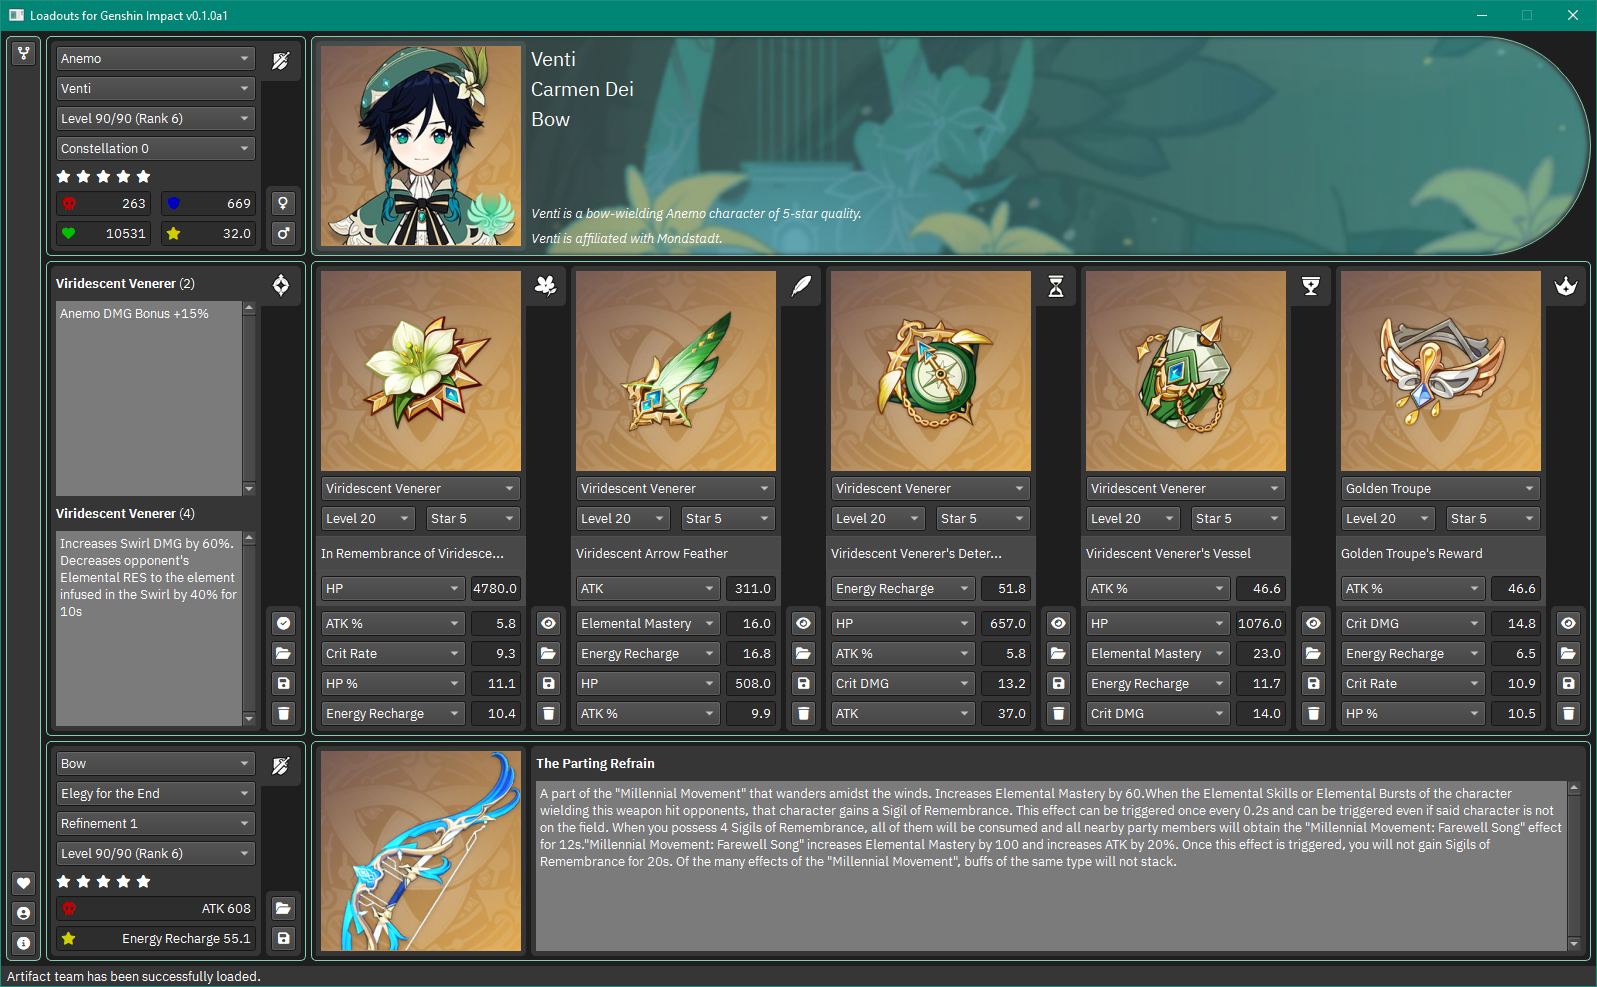 Loadouts for Genshin Impact v0.1.0a1
Anemo
Venti
Level 90/90 (Rank 6)
Constellation 0
263
669
10531
32.0
Venti
Carmen Dei
Bow
Venti is a bow-wielding Anemo character of 5-star quality.
Venti is affiliated with Mondstadt.
Viridescent Venerer (2)
Anemo DMG Bonus +15%
Viridescent Venerer (4)
Increases Swirl DMG by 60%.
Decreases opponent's
Elemental RES to the element
infused in the Swirl by 40% for
10s
Viridescent Venerer
Level 20
Star 5
In Remembrance of Viridesce...
HP
4780.0
ATK %
5.8
Crit Rate
9.3
HP %
11.1
Energy Recharge
10.4
Viridescent Venerer
Level 20
Star 5
Viridescent Arrow Feather
ATK
311.0
Elemental Mastery
16.0
Energy Recharge
16.8
HP
508.0
ATK %
9.9
Viridescent Venerer
Level 20
Star 5
Viridescent Venerer's Deter...
Energy Recharge
51.8
HP
657.0
ATK %
5.8
Crit DMG
13.2
ATK
37.0
Viridescent Venerer
Level 20
Star 5
Viridescent Venerer's Vessel
ATK %
46.6
HP
1076.0
Elemental Mastery
23.0
Energy Recharge
11.7
Crit DMG
14.0
Golden Troupe
Level 20
Star 5
Golden Troupe's Reward
ATK %
46.6
Crit DMG
14.8
Energy Recharge
6.5
Crit Rate
10.9
HP %
10.5
Bow
Elegy for the End
Refinement 1
Level 90/90 (Rank 6)
ATK 608
Energy Recharge 55.1
The Parting Refrain
A part of the "Millennial Movement" that wanders amidst the winds. Increases Elemental Mastery by 60.When the Elemental Skills or Elemental Bursts of the character
wielding this weapon hit opponents, that character gains a Sigil of Remembrance. This effect can be triggered once every 0.2s and can be triggered even if said character is not
on the field. When you possess 4 Sigils of Remembrance, all of them will be consumed and all nearby party members will obtain the "Millennial Movement: Farewell Song" effect
for 12s."Millennial Movement: Farewell Song" increases Elemental Mastery by 100 and increases ATK by 20%. Once this effect is triggered, you will not gain Sigils of
Remembrance for 20s. Of the many effects of the "Millennial Movement", buffs of the same type will not stack.
Artifact team has been successfully loaded.